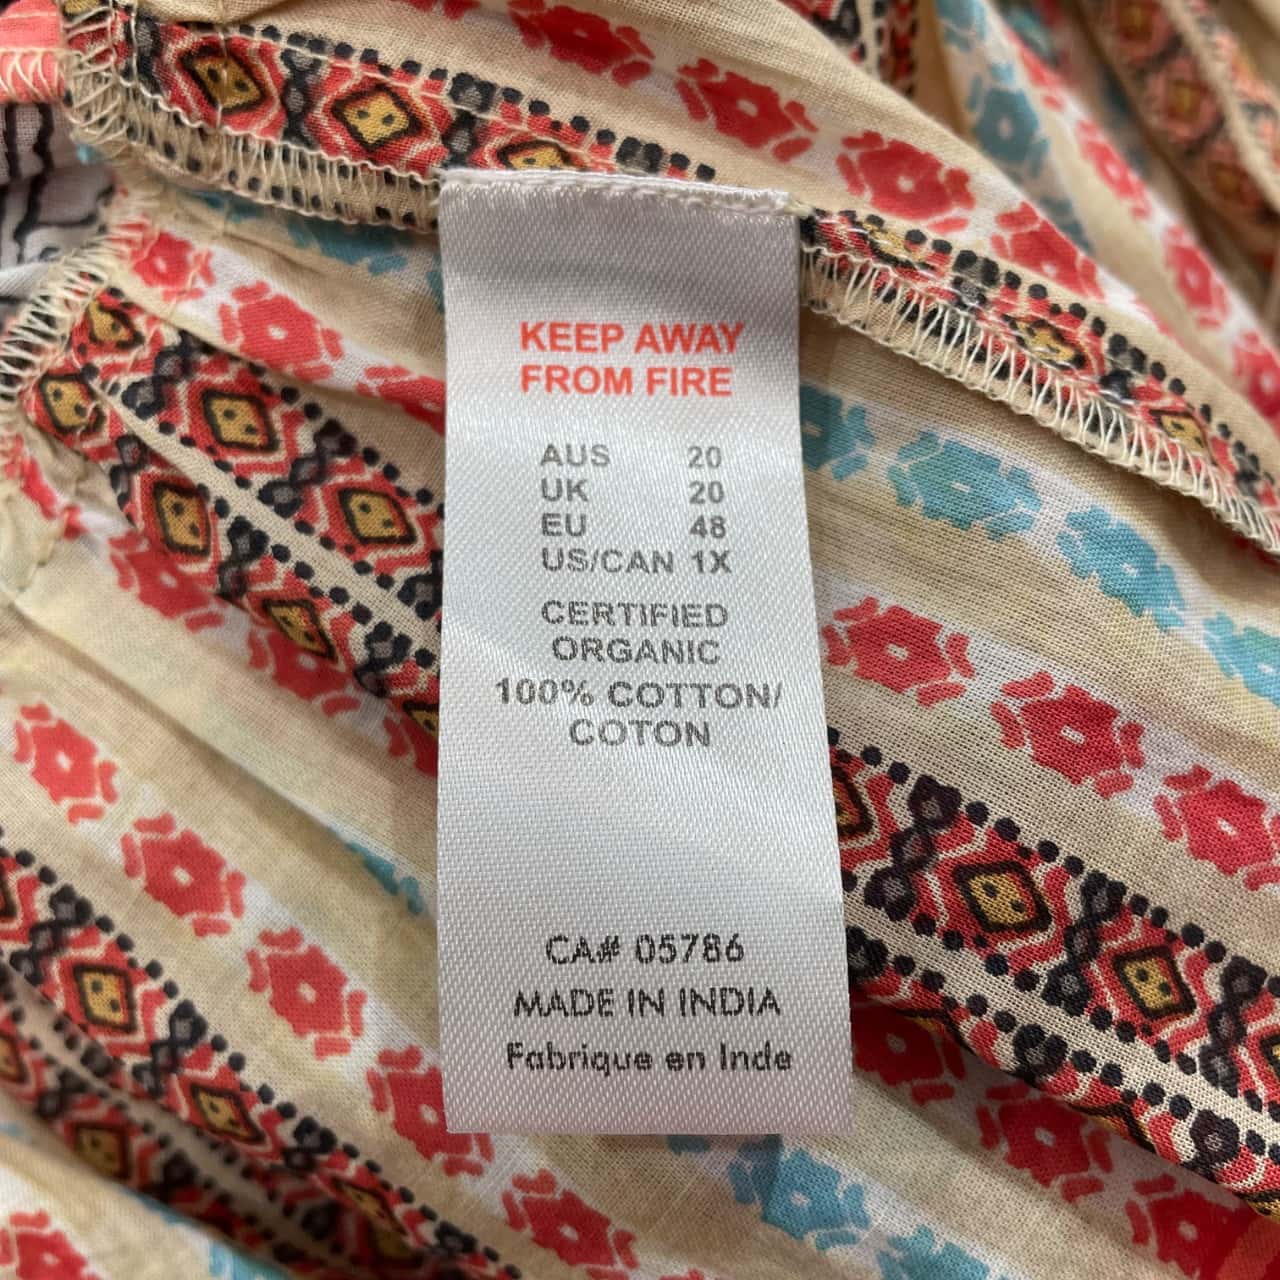 KEEP AWAY
FROM FIRE
AUS 20
UK 20
EU 48
US/CAN 1X
CERTIFIED
ORGANIC
100% COTTON/
COTON
CA# 05786
MADE IN INDIA
Fabrique en Inde